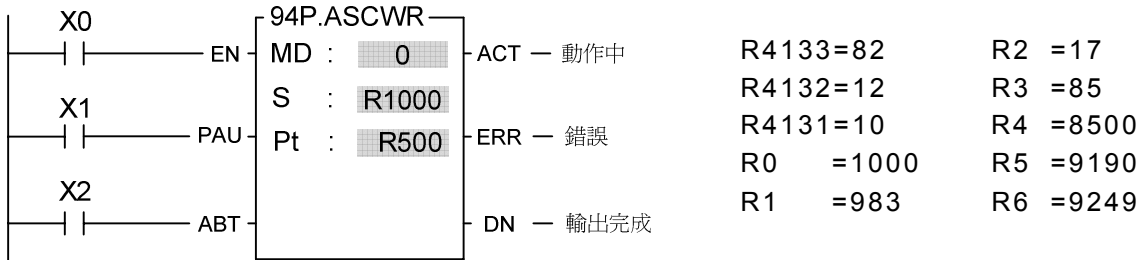 X0
94P.ASCWR
EN
MD : 0
ACT
動作中
X1
S : R1000
PAU
Pt : R500
ERR
錯誤
X2
ABT
DN
輸出完成
R4133=82
R2 =17
R4132=12
R3 =85
R4131=10
R4 =8500
R0 =1000
R5 =9190
R1 =983
R6 =9249